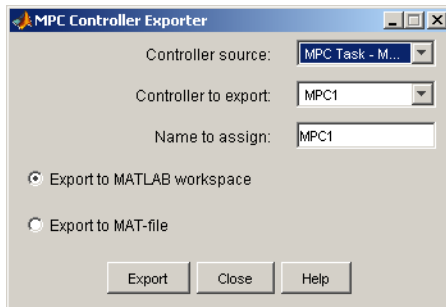 MPC Controller Exporter
Controller source: MPC Task - M...
Controller to export: MPC1
Name to assign: MPC1
Export to MATLAB workspace
Export to MAT-file
Export Close Help